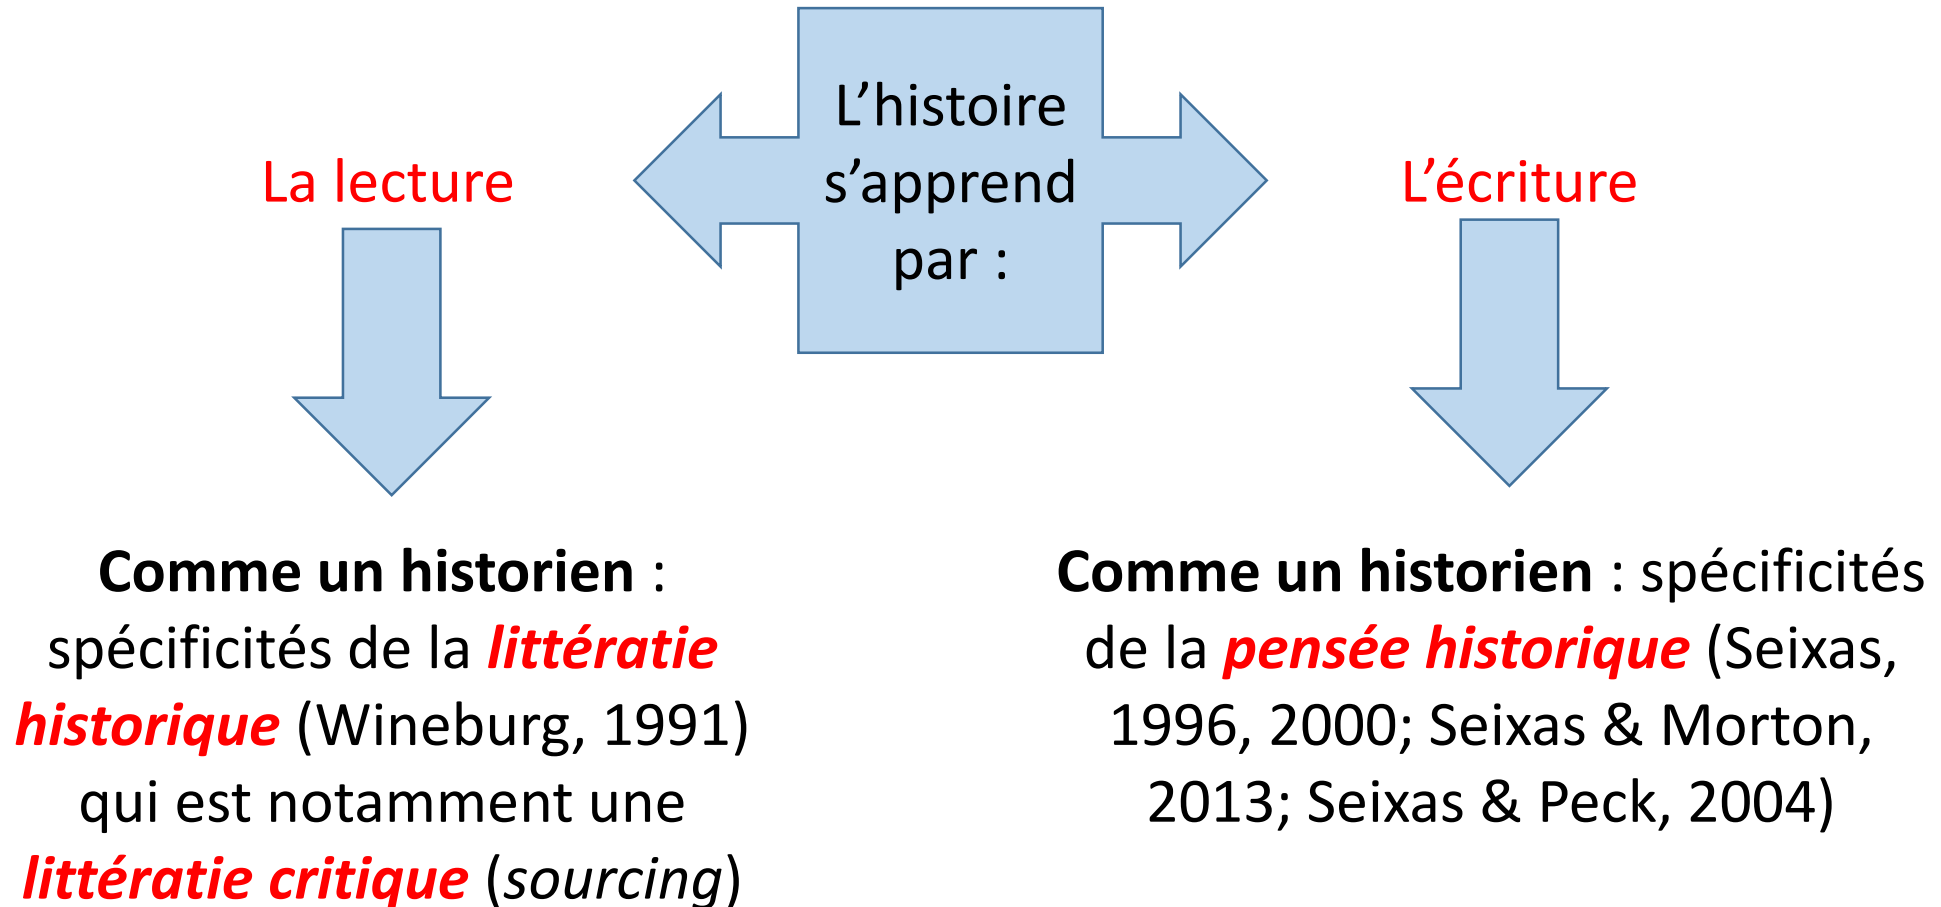 L’histoire
s’apprend
par :
La lecture
L’écriture
Comme un historien :
spécificités de la littératie
historique (Wineburg, 1991)
qui est notamment une
littératie critique (sourcing)
Comme un historien : spécificités
de la pensée historique (Seixas,
1996, 2000; Seixas & Morton,
2013; Seixas & Peck, 2004)